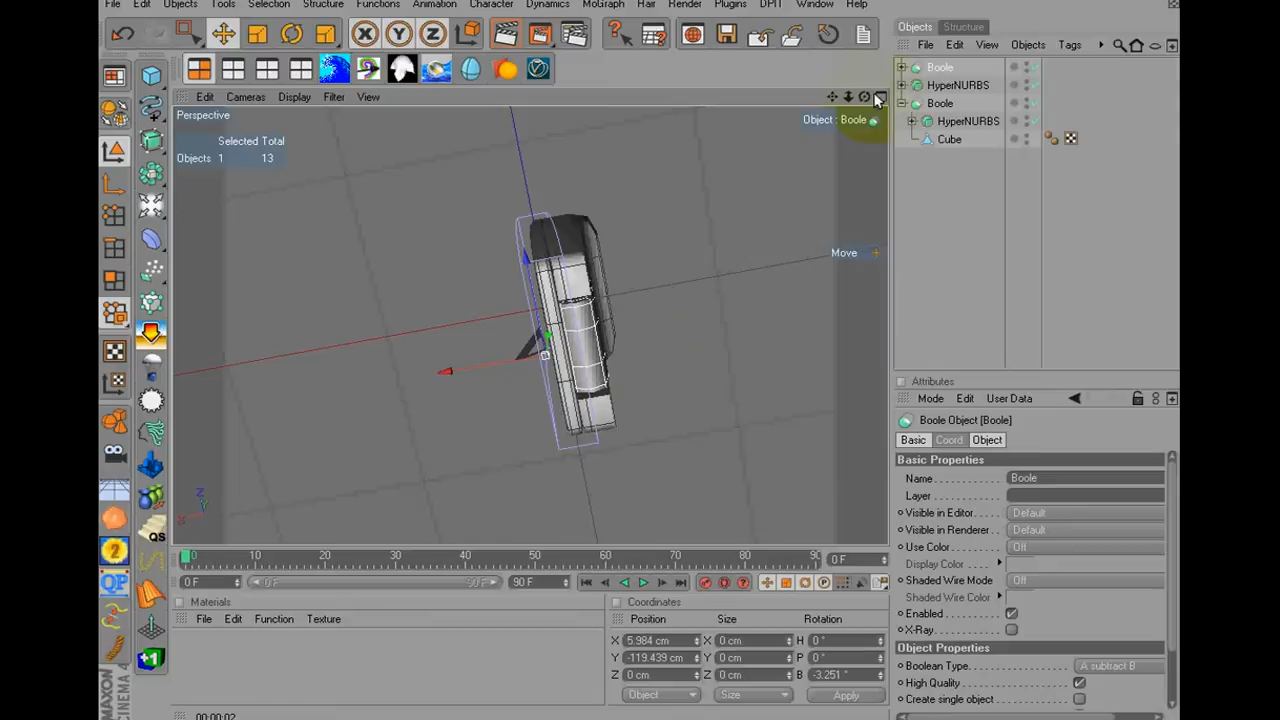 File Edit Objects Tools Selection Structure Functions Animation Character Dynamics MoGraph Hair Render Plugins DPIT Window Help
Objects Structure
File Edit View Objects Tags
Edit Cameras Display Filter View
Perspective
Object : Boole
Selected Total
Objects 1 13
Move
Boole
HyperNURBS
Boole
HyperNURBS
Cube
Attributes
Mode Edit User Data
Boole Object [Boole]
Basic Coord Object
Basic Properties
Name Boole
Layer
Visible in Editor Default
Visible in Renderer Default
Use Color Off
Display Color
Shaded Wire Mode Off
Shaded Wire Color
Enabled
X-Ray
Object Properties
Boolean Type. A subtract B
High Quality
Create single object
0 10 20 30 40 50 60 70 80 90 0 F
0 F 0 F 90 F 90 F
Materials
File Edit Function Texture
Coordinates
Position Size Rotation
X 5.984 cm X 0 cm H 0 °
Y -119.439 cm Y 0 cm P 0 °
Z 0 cm Z 0 cm B -3.251 °
Object Size Apply
00:00:02
QS
2
QP
+1
X Y Z
MAXON
CINEMA 4